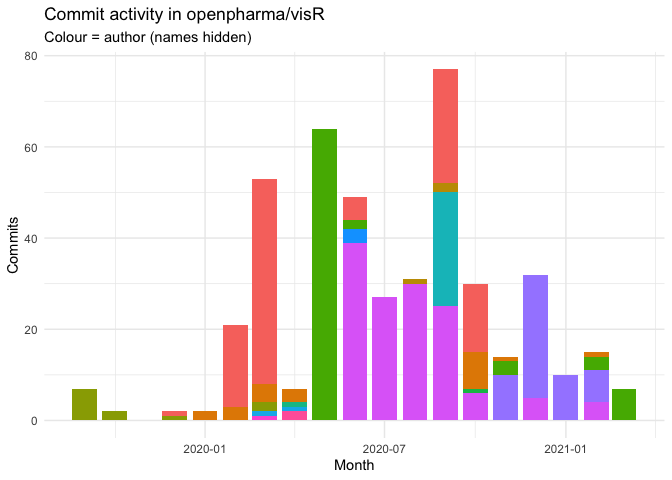 Commit activity in openpharma/visR
Colour = author (names hidden)
80
60
40
20
0
Commits
2020-01
2020-07
2021-01
Month